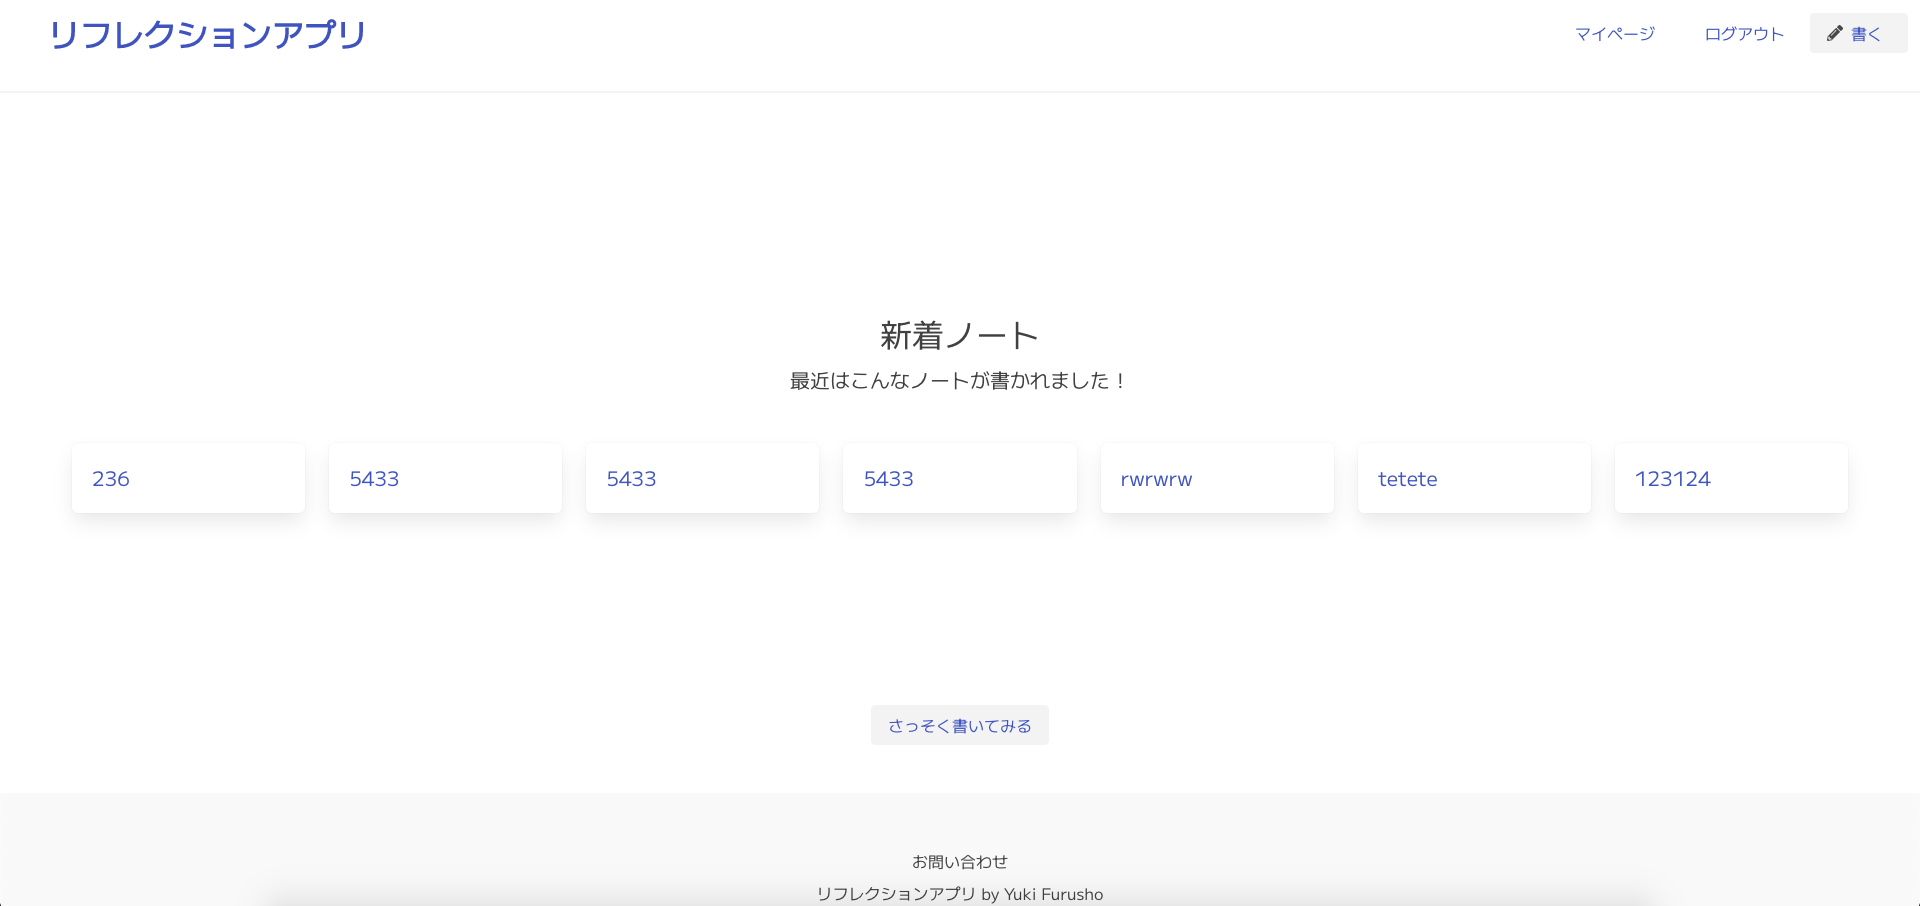 リフレクションアプリ
マイページ
ログアウト
書く
新着ノート
最近はこんなノートが書かれました！
236
5433
5433
5433
rwrwrw
tetete
123124
さっそく書いてみる
お問い合わせ
リフレクションアプリ by Yuki Furusho